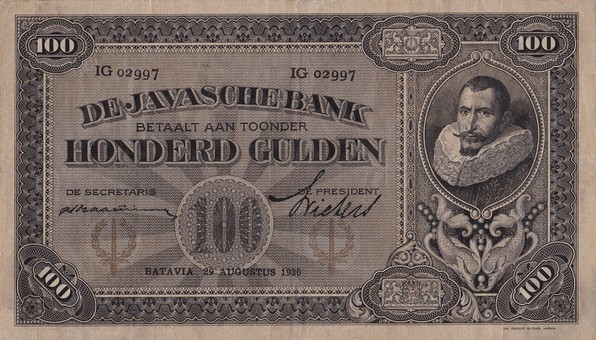 100
100
IG 02997
IG 02997
DE JAVASCHE BANK
BETAALT AAN TOONDER
HONDERD GULDEN
DE SECRETARIS
DE PRESIDENT
100
BATAVIA 29 AUGUSTUS 1930
100
100